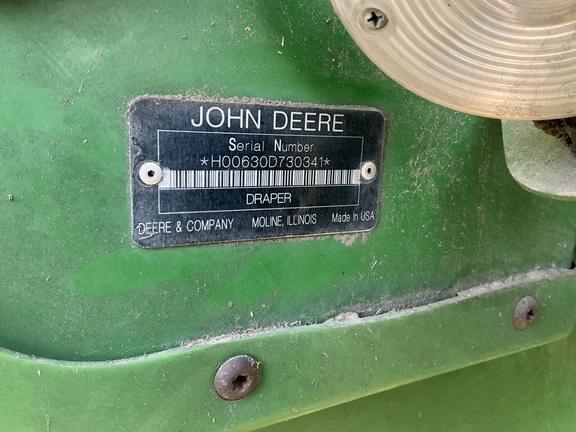 JOHN DEERE
Serial Number
*H00630D730341*
DRAPER
DEERE & COMPANY MOLINE, ILLINOIS Made In USA